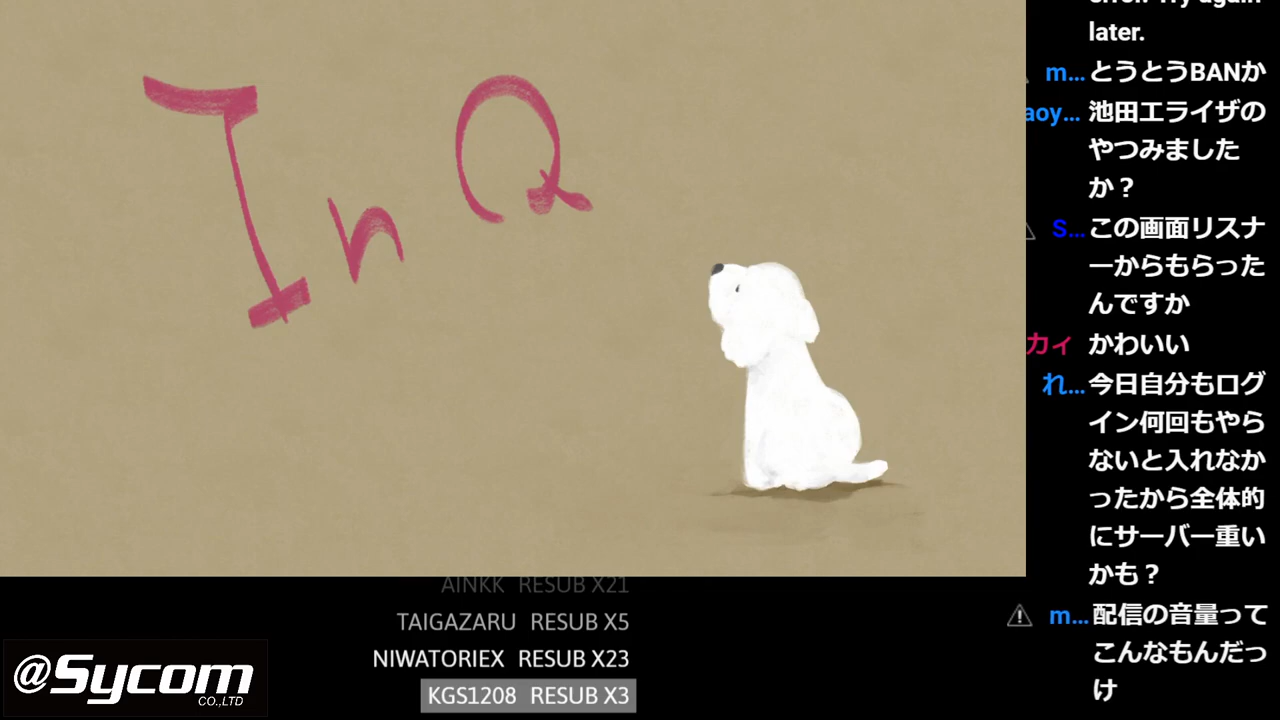 In Q
error. Try again
later.
m... とうとうBANか
aoy... 池田エライザの
やつみました
か？
S... この画面リスナ
ーからもらった
んですか
カィ かわいい
れ... 今日自分もログ
イン何回もやら
ないと入れなか
ったから全体的
にサーバー重い
かも？
m... 配信の音量って
こんなもんだっ
け
AINKK RESUB X21
TAIGAZARU RESUB X5
NIWATORIEX RESUB X23
KGS1208 RESUB X3
@Sycom
CO.,LTD